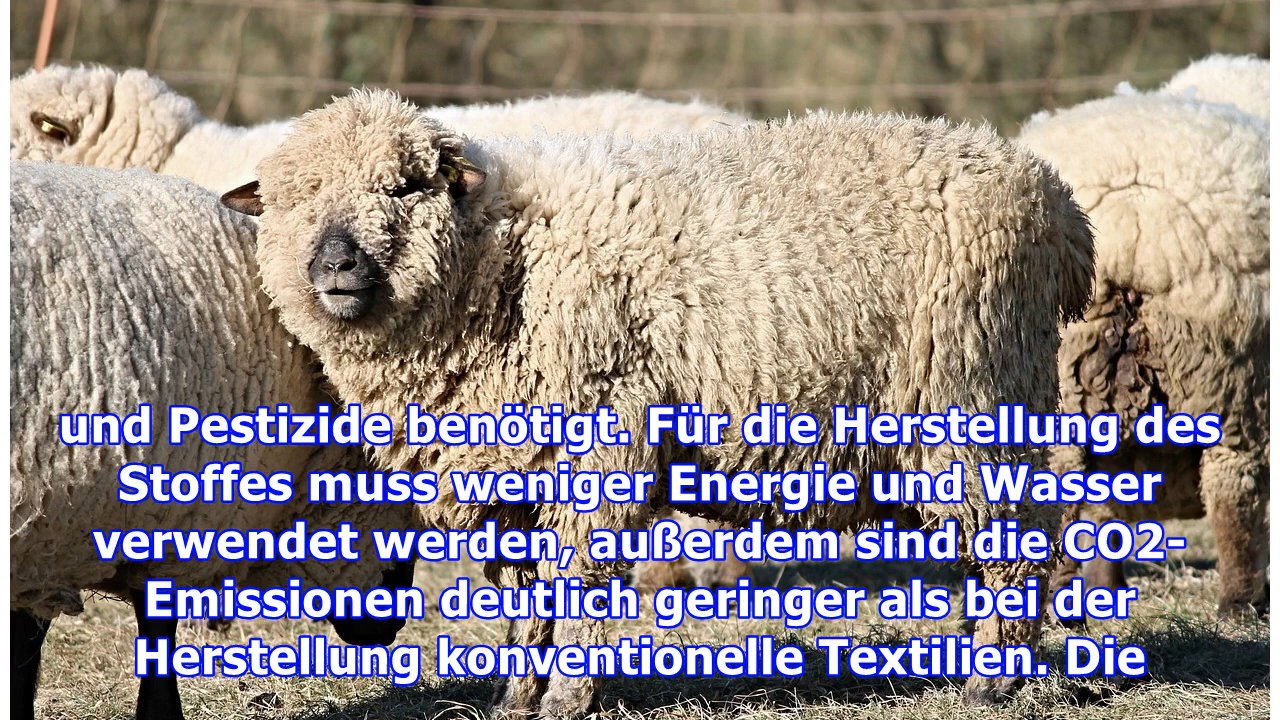 und Pestizide benötigt. Für die Herstellung des
Stoffes muss weniger Energie und Wasser
verwendet werden, außerdem sind die CO2-
Emissionen deutlich geringer als bei der
Herstellung konventionelle Textilien. Die